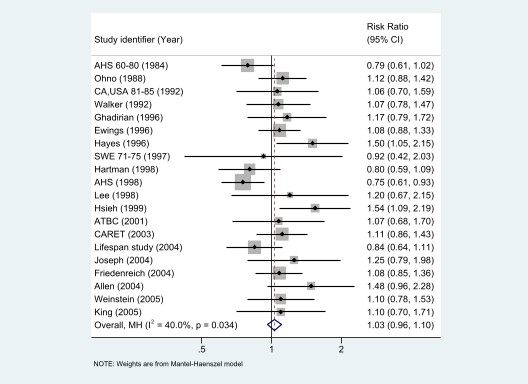 Risk Ratio
Study identifier (Year) (95% CI)
AHS 60-80 (1984) 0.79 (0.61, 1.02)
Ohno (1988) 1.12 (0.88, 1.42)
CA,USA 81-85 (1992) 1.06 (0.70, 1.59)
Walker (1992) 1.07 (0.78, 1.47)
Ghadirian (1996) 1.17 (0.79, 1.72)
Ewings (1996) 1.08 (0.88, 1.33)
Hayes (1996) 1.50 (1.05, 2.15)
SWE 71-75 (1997) 0.92 (0.42, 2.03)
Hartman (1998) 0.80 (0.59, 1.09)
AHS (1998) 0.75 (0.61, 0.93)
Lee (1998) 1.20 (0.67, 2.15)
Hsieh (1999) 1.54 (1.09, 2.19)
ATBC (2001) 1.07 (0.68, 1.70)
CARET (2003) 1.11 (0.86, 1.43)
Lifespan study (2004) 0.84 (0.64, 1.11)
Joseph (2004) 1.25 (0.79, 1.98)
Friedenreich (2004) 1.08 (0.85, 1.36)
Allen (2004) 1.48 (0.96, 2.28)
Weinstein (2005) 1.10 (0.78, 1.53)
King (2005) 1.10 (0.70, 1.71)
Overall, MH (I² = 40.0%, p = 0.034) 1.03 (0.96, 1.10)
.5 1 2
NOTE: Weights are from Mantel-Haenszel model